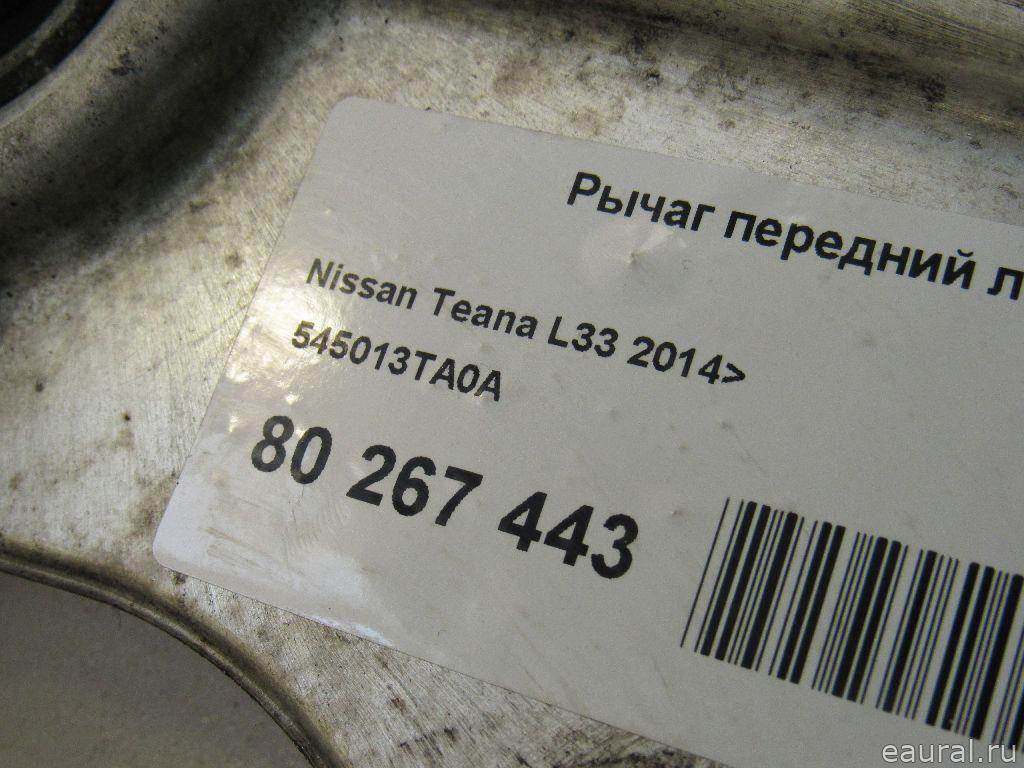 Рычаг передний
Nissan Teana L33 2014>
545013TA0A
80 267 443
eaural.ru